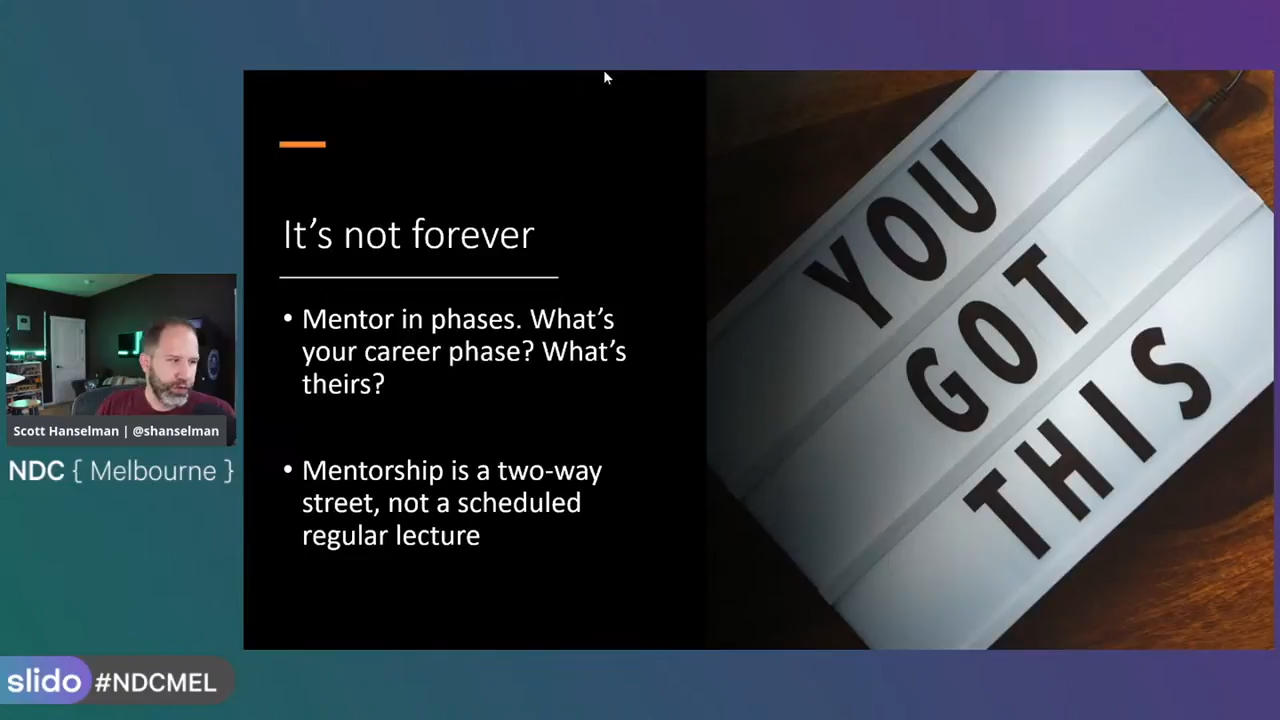 It's not forever
• Mentor in phases. What's
your career phase? What's
theirs?
• Mentorship is a two-way
street, not a scheduled
regular lecture
YOU
GOT
THIS
Scott Hanselman | @shanselman
NDC { Melbourne }
slido #NDCMEL